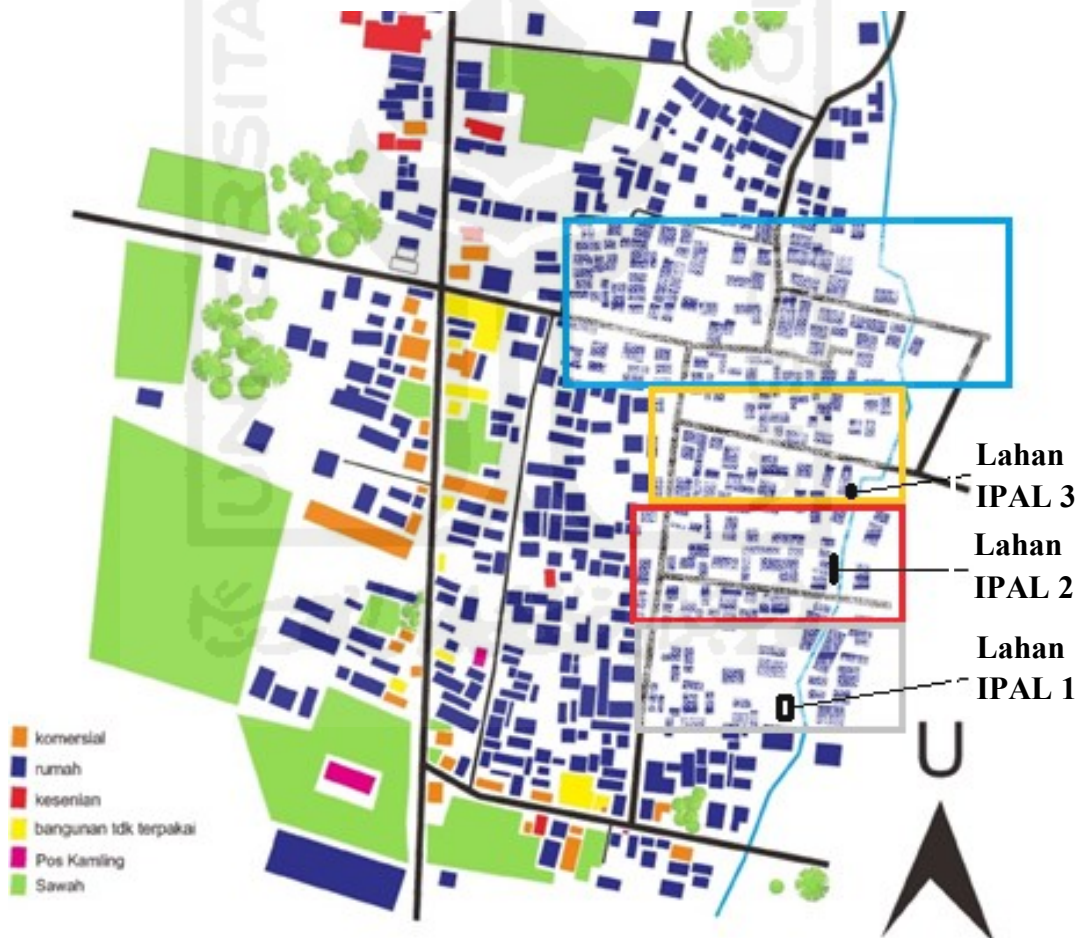 Lahan
IPAL 3
Lahan
IPAL 2
Lahan
IPAL 1
U
komersial
rumah
kesenian
bangunan tdk terpakai
Pos Kamling
Sawah